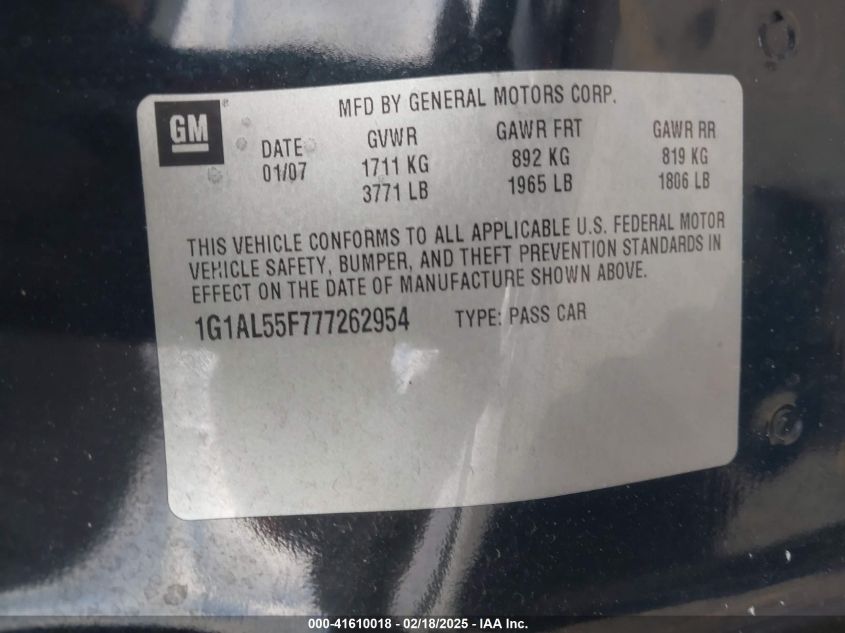 MFD BY GENERAL MOTORS CORP.
GM®
DATE GVWR GAWR FRT GAWR RR
01/07 1711 KG 892 KG 819 KG
3771 LB 1965 LB 1806 LB
THIS VEHICLE CONFORMS TO ALL APPLICABLE U.S. FEDERAL MOTOR
VEHICLE SAFETY, BUMPER, AND THEFT PREVENTION STANDARDS IN
EFFECT ON THE DATE OF MANUFACTURE SHOWN ABOVE.
1G1AL55F777262954 TYPE: PASS CAR
000-41610018 - 02/18/2025 - IAA Inc.